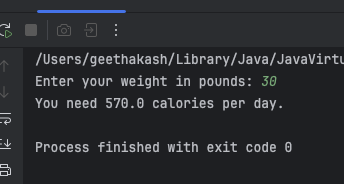 /Users/geethakash/Library/Java/JavaVirtu
Enter your weight in pounds: 30
You need 570.0 calories per day.
Process finished with exit code 0